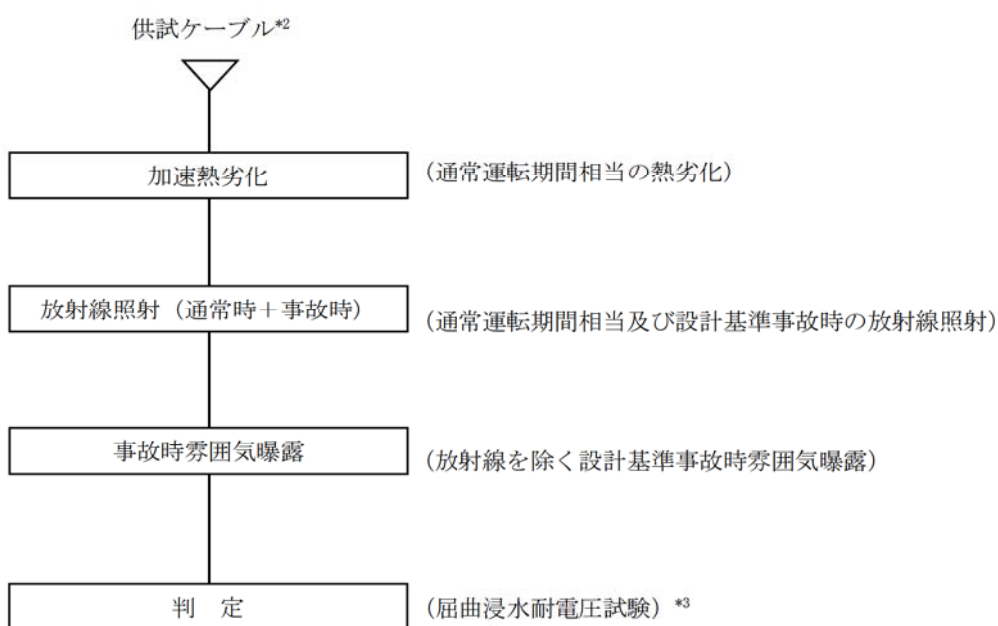 供試ケーブル*2
加速熱劣化
(通常運転期間相当の熱劣化)
放射線照射(通常時+事故時)
(通常運転期間相当及び設計基準事故時の放射線照射)
事故時雰囲気曝露
(放射線を除く設計基準事故時雰囲気曝露)
判 定
(屈曲浸水耐電圧試験)*3